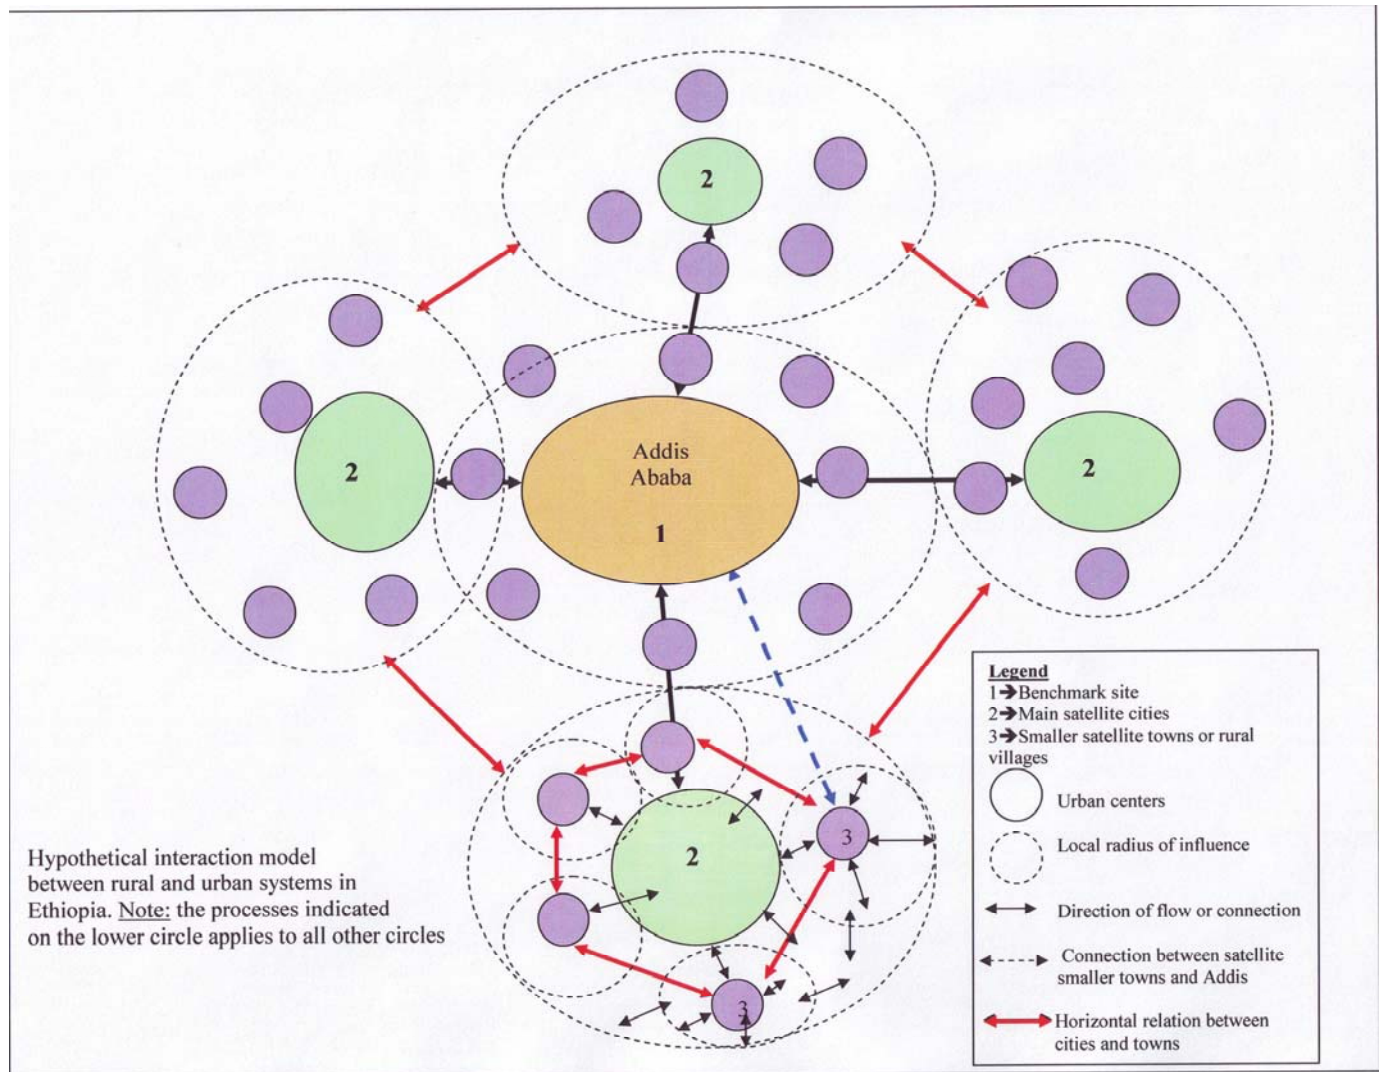 2
2
Addis
Ababa
1
2
2
3
3
Legend
1➔Benchmark site
2➔Main satellite cities
3➔Smaller satellite towns or rural
villages
Urban centers
Local radius of influence
Direction of flow or connection
Connection between satellite
smaller towns and Addis
Horizontal relation between
cities and towns
Hypothetical interaction model
between rural and urban systems in
Ethiopia. Note: the processes indicated
on the lower circle applies to all other circles